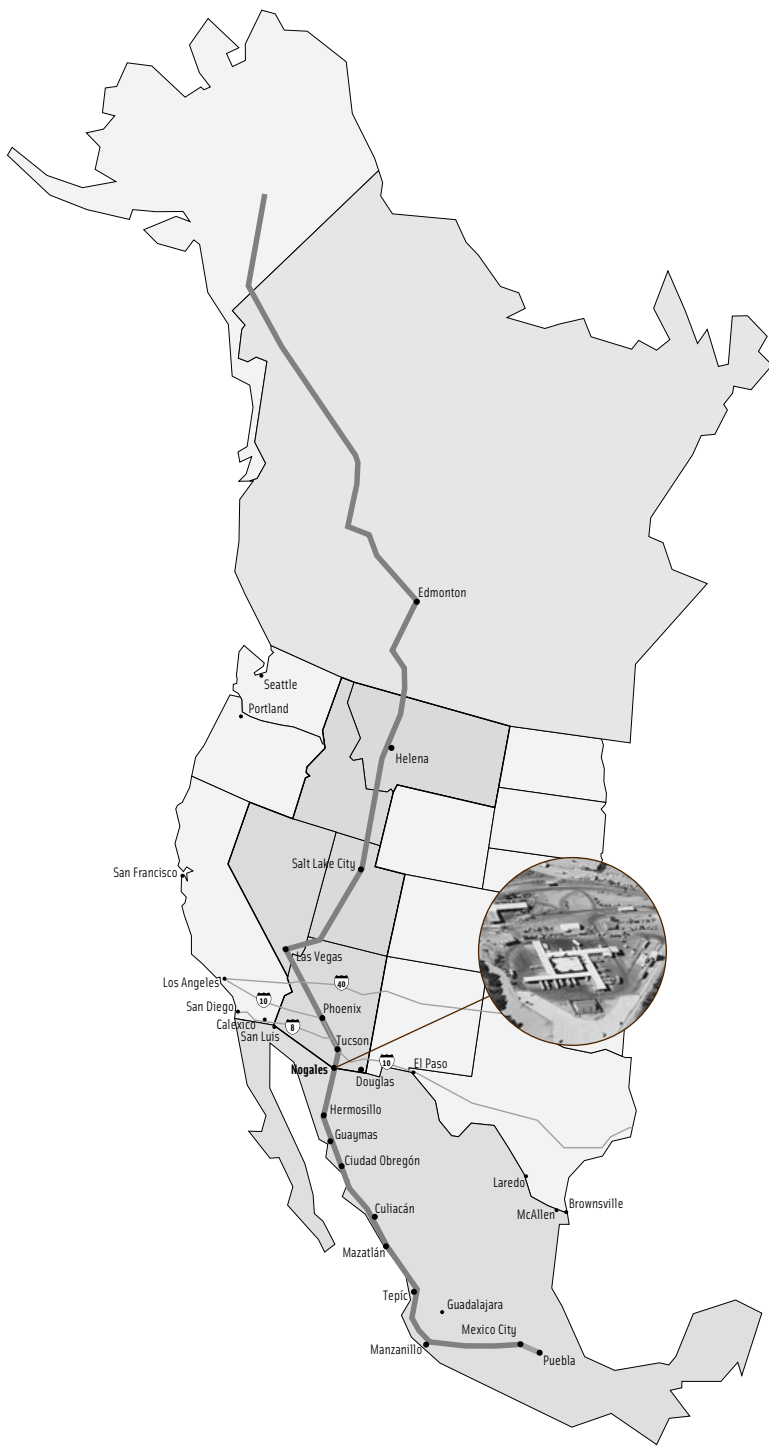 Edmonton
Seattle
Portland
Helena
Salt Lake City
San Francisco
Las Vegas
Los Angeles
40
10
San Diego
Phoenix
Calexico
8
San Luis
Tucson
10
El Paso
Nogales
Douglas
Hermosillo
Guaymas
Ciudad Obregón
Laredo
Brownsville
McAllen
Culiacán
Mazatlán
Tepíc
Guadalajara
Mexico City
Manzanillo
Puebla